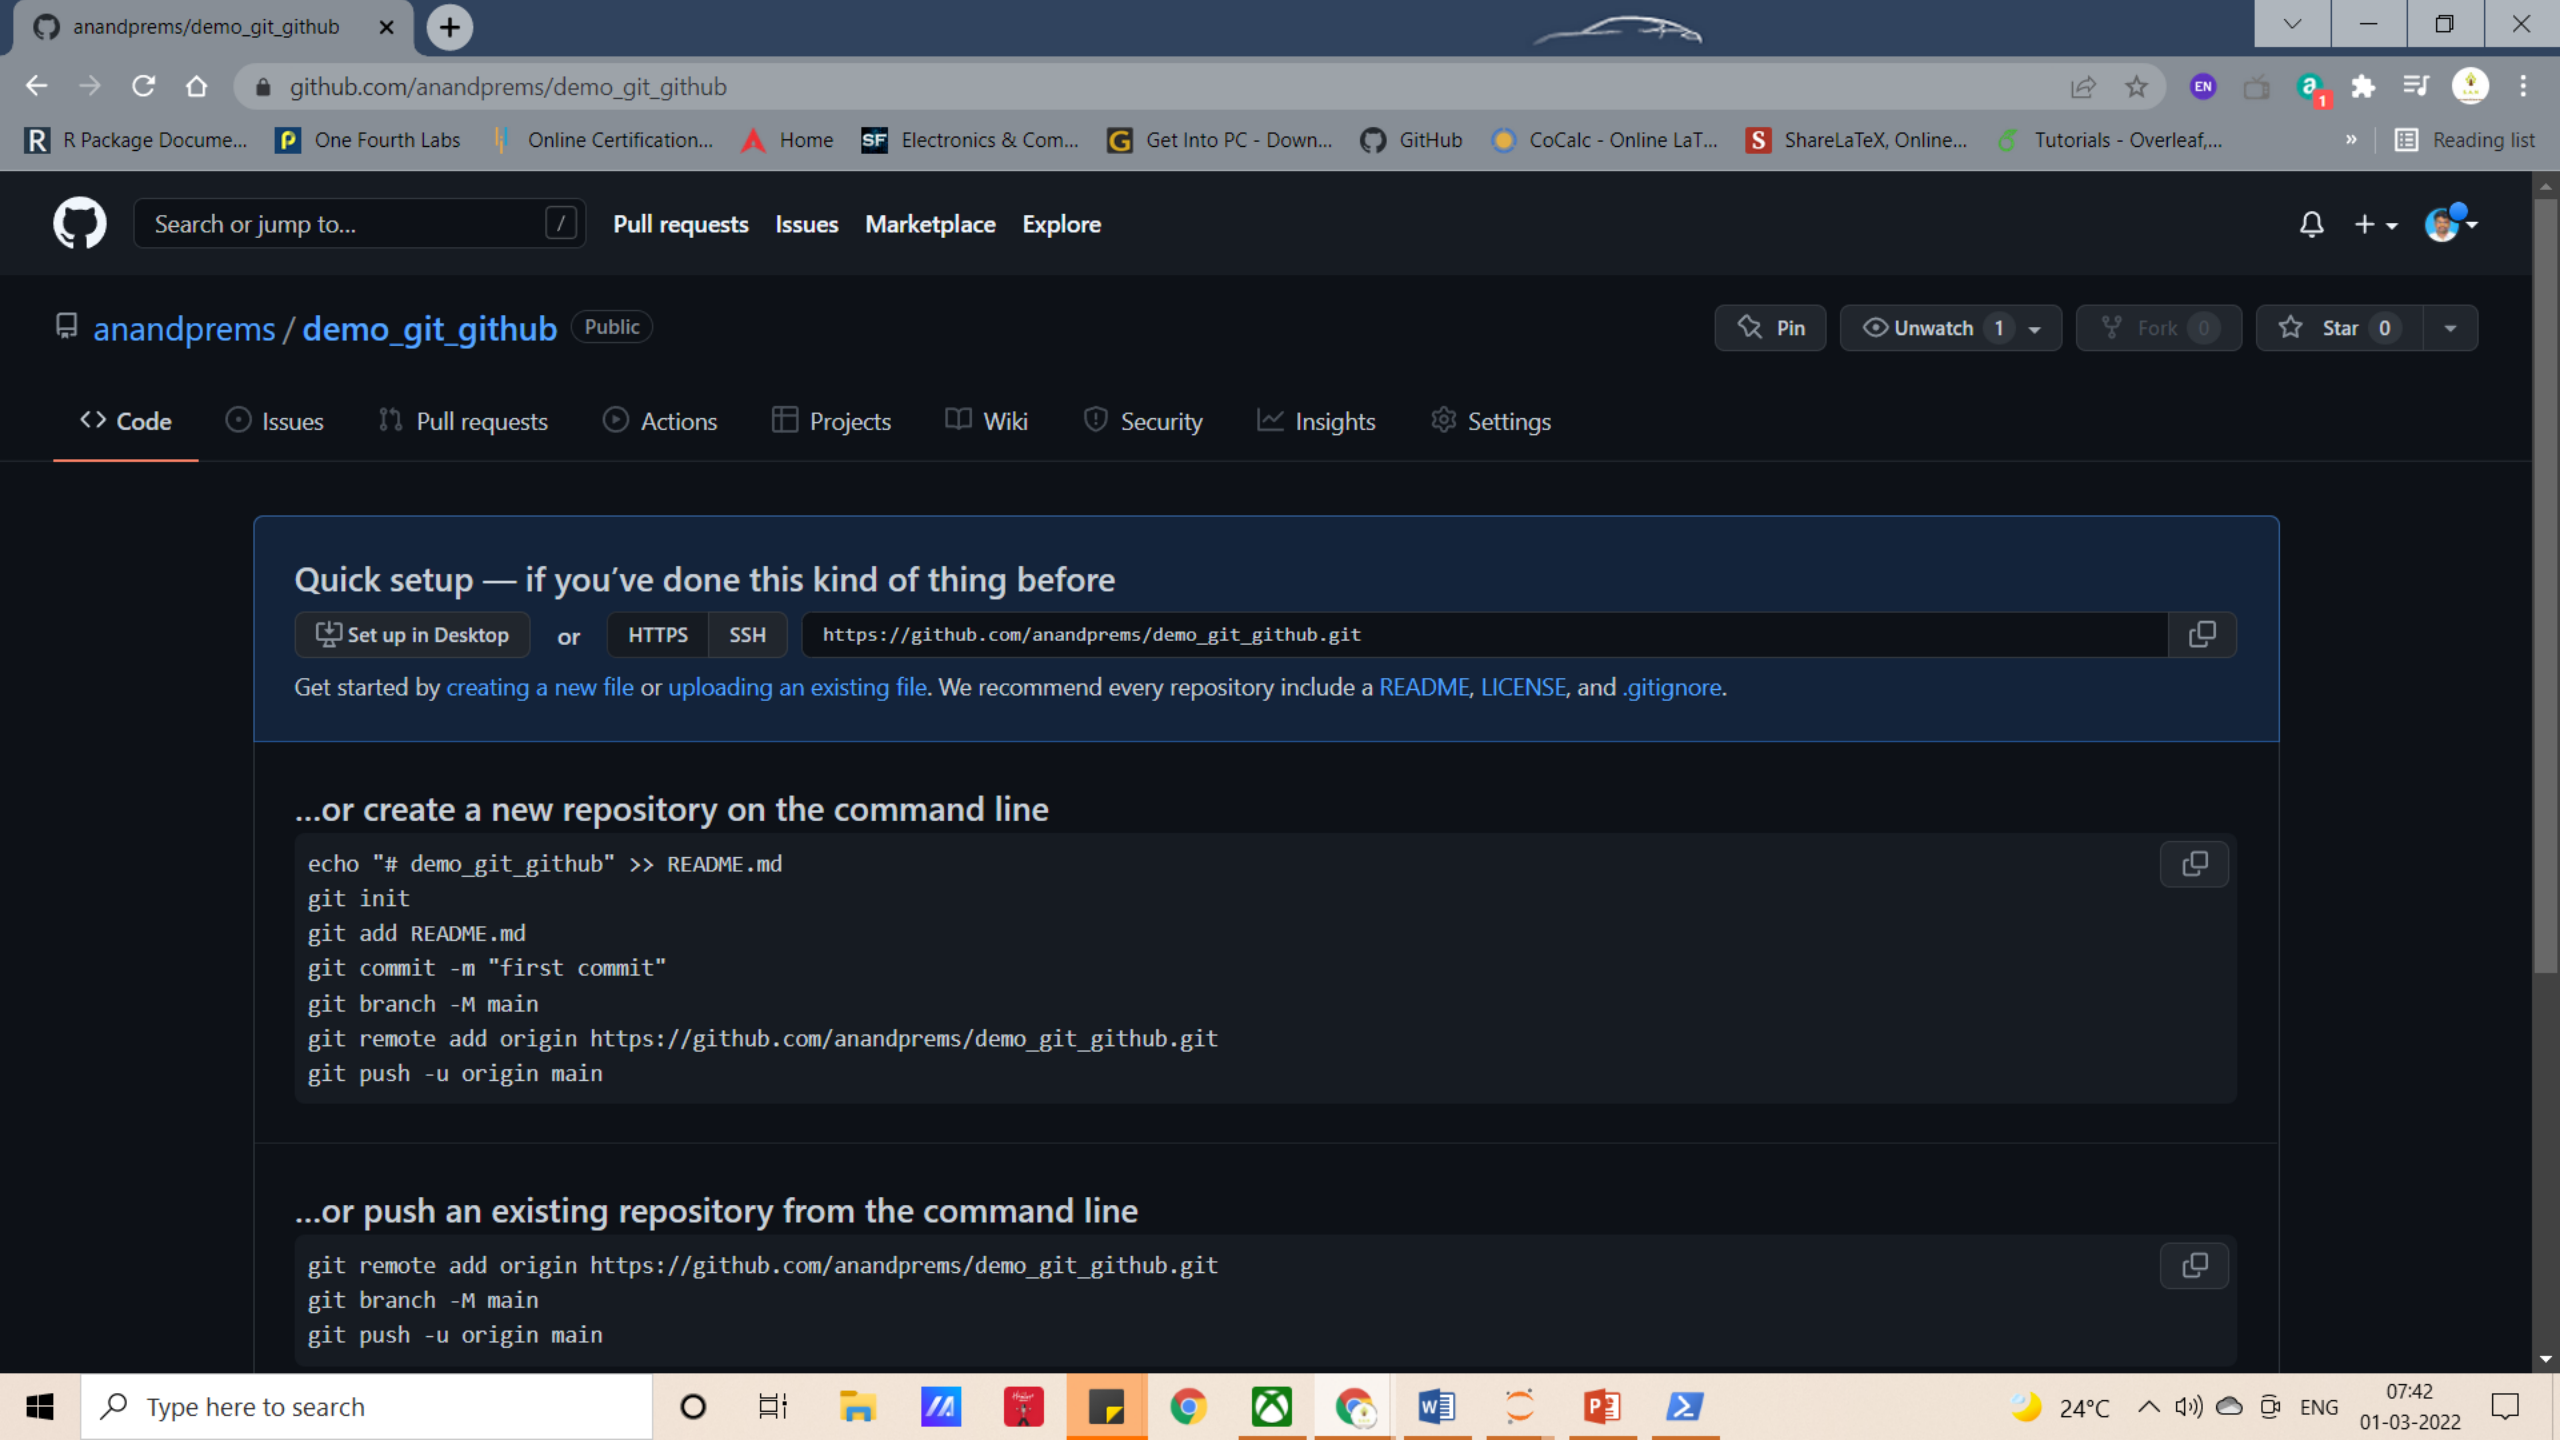 anandprems/demo_git_github
github.com/anandprems/demo_git_github
EN
a
1
R Package Docume...
One Fourth Labs
Online Certification...
Home
SF
Electronics & Com...
Get Into PC - Down...
GitHub
CoCalc - Online LaT...
ShareLaTeX, Online...
Tutorials - Overleaf,...
»
Reading list
Search or jump to...
/
Pull requests
Issues
Marketplace
Explore
anandprems / demo_git_github
Public
Pin
Unwatch 1
Fork 0
Star 0
Code
Issues
Pull requests
Actions
Projects
Wiki
Security
Insights
Settings
Quick setup — if you’ve done this kind of thing before
Set up in Desktop
or
HTTPS
SSH
https://github.com/anandprems/demo_git_github.git
Get started by creating a new file or uploading an existing file. We recommend every repository include a README, LICENSE, and .gitignore.
…or create a new repository on the command line
echo "# demo_git_github" >> README.md
git init
git add README.md
git commit -m "first commit"
git branch -M main
git remote add origin https://github.com/anandprems/demo_git_github.git
git push -u origin main
…or push an existing repository from the command line
git remote add origin https://github.com/anandprems/demo_git_github.git
git branch -M main
git push -u origin main
Type here to search
24°C
ENG
07:42
01-03-2022